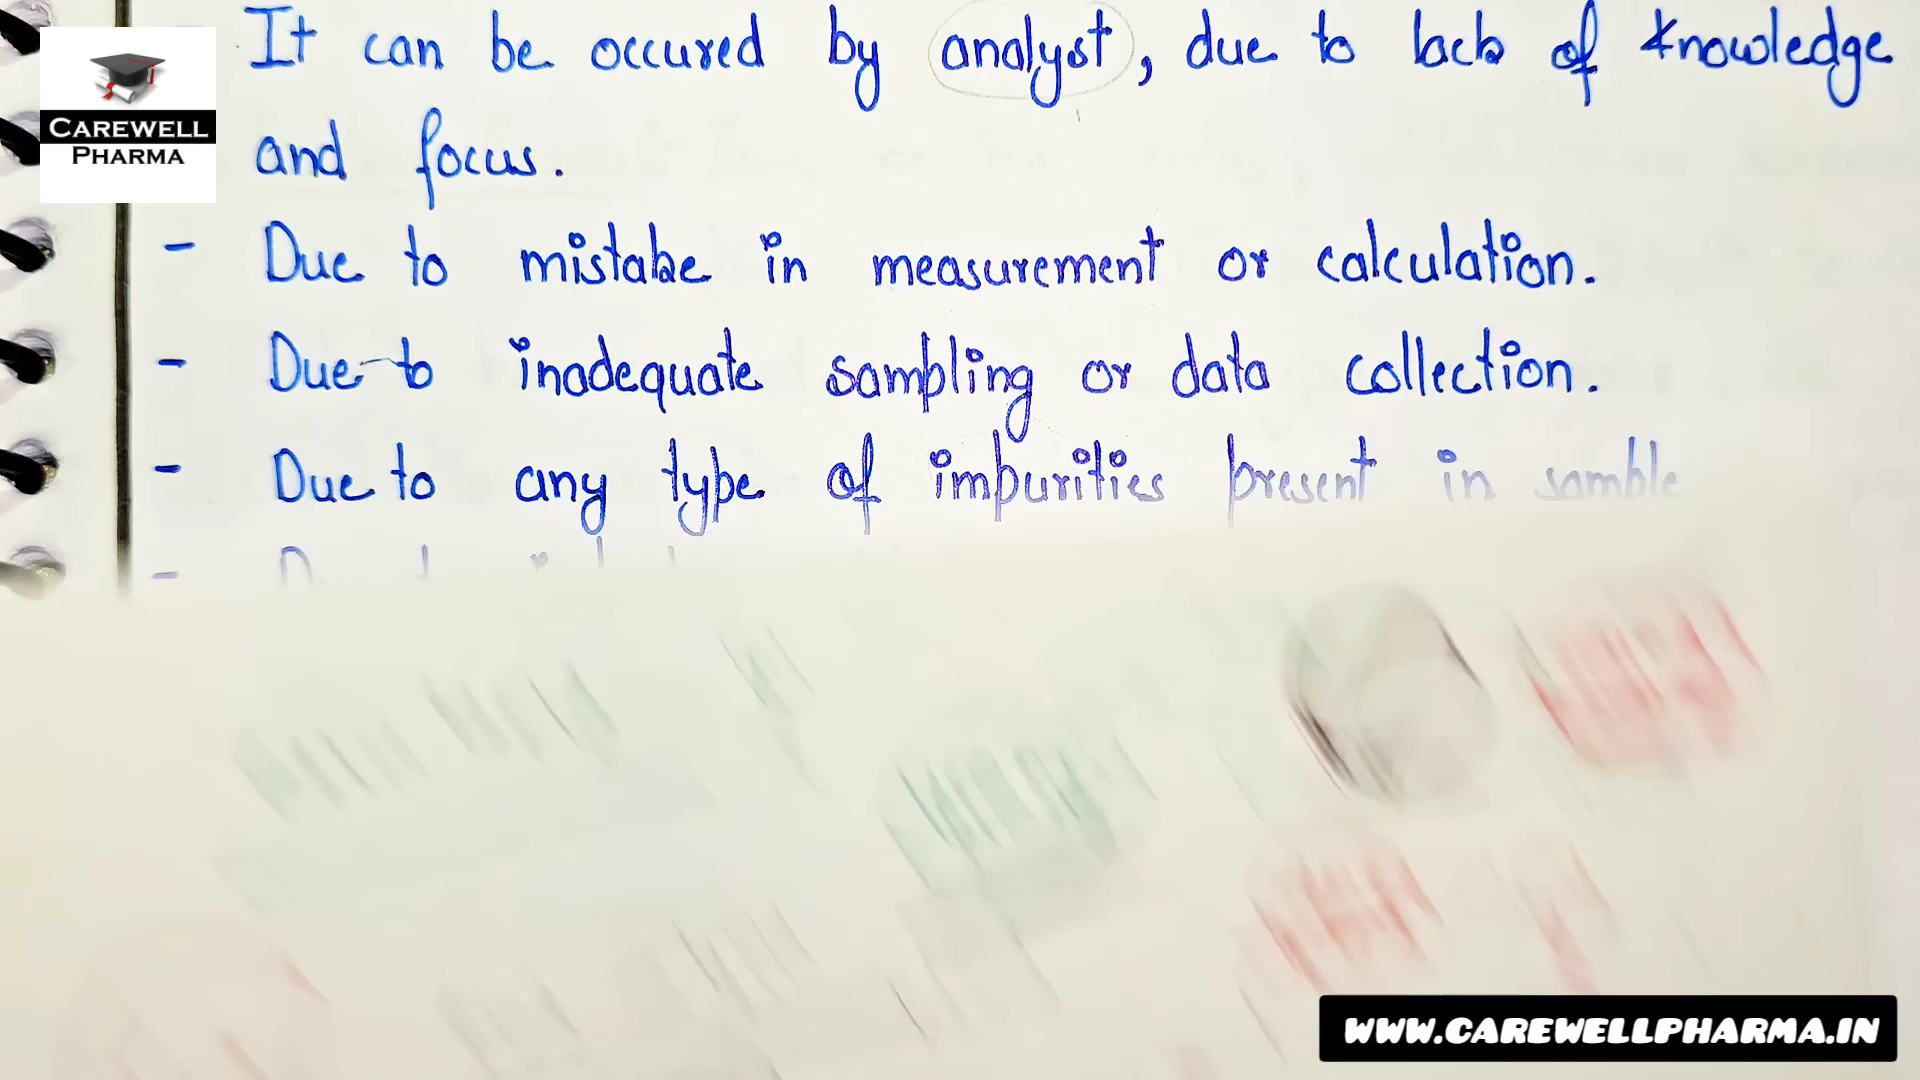 It can be occured by analyst, due to lack of knowledge
CAREWELL
PHARMA
and focus.
- Due to mistake in measurement or calculation.
- Due to inadequate sampling or data collection.
- Due to any type of impurities present in sample
WWW.CAREWELLPHARMA.IN